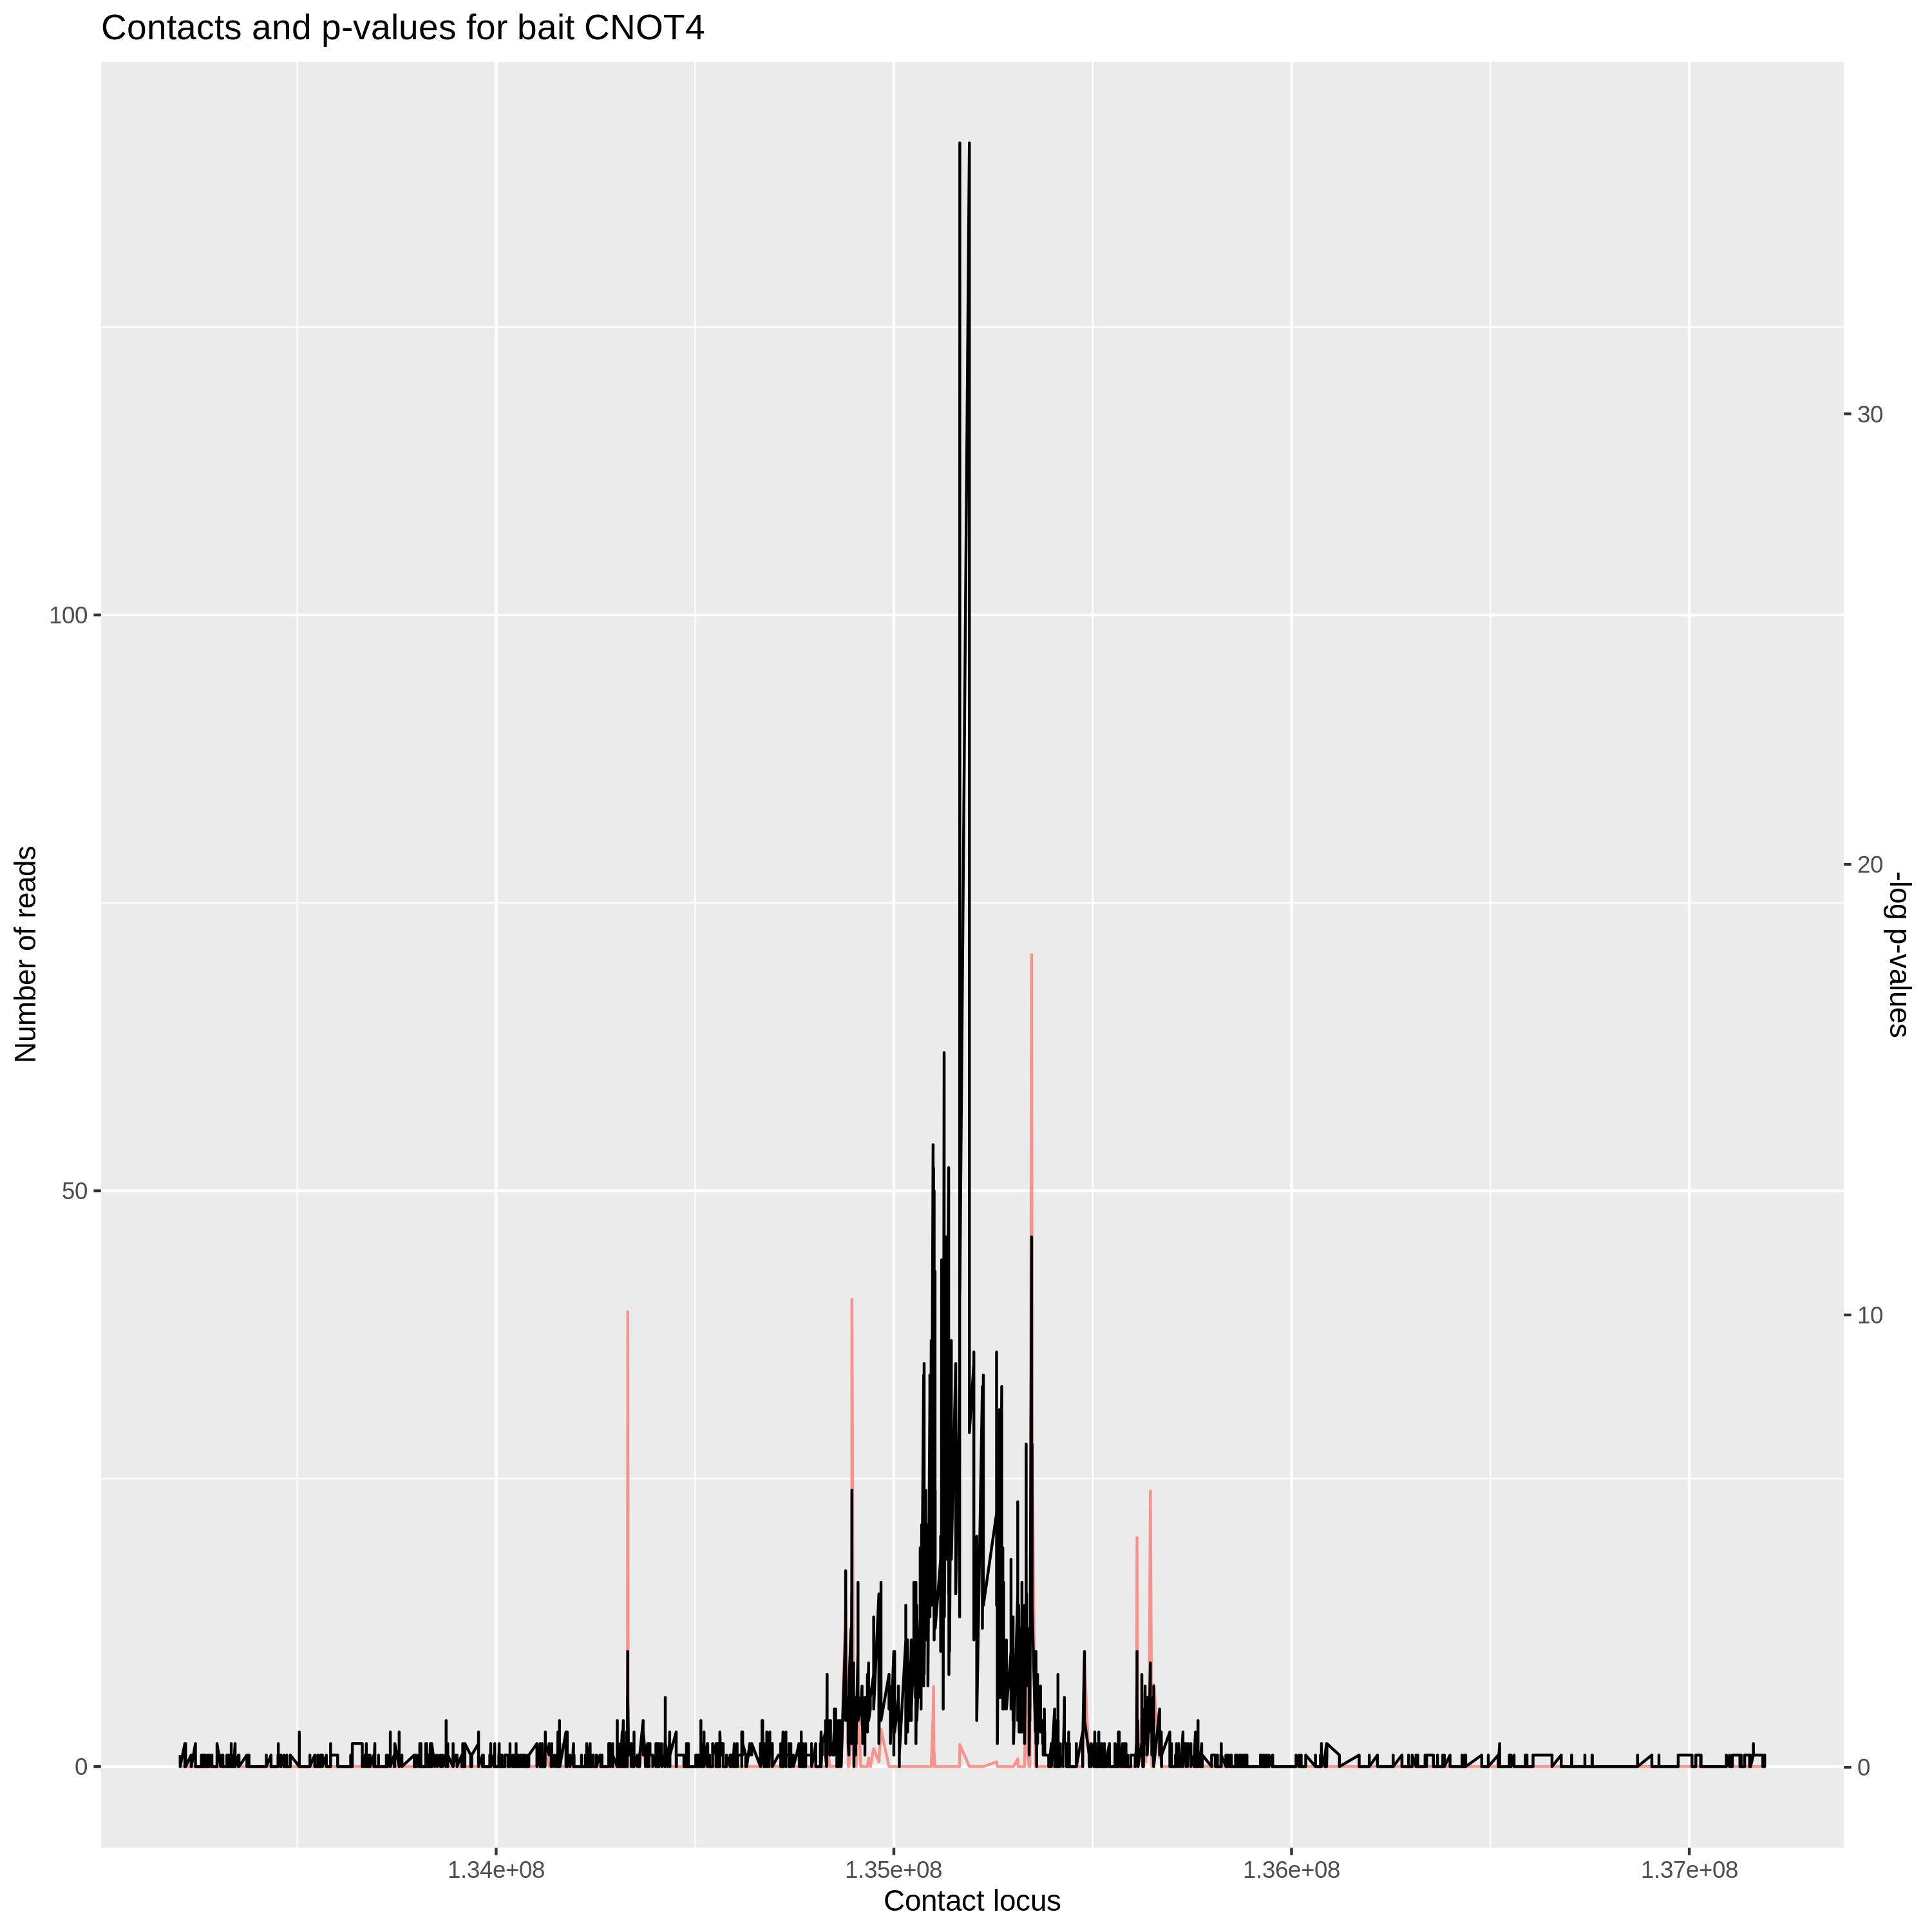 Contacts and p-values for bait CNOT4
Number of reads
100
50
0
30
20
10
0
-log p-values
1.34e+08 1.35e+08 1.36e+08 1.37e+08
Contact locus